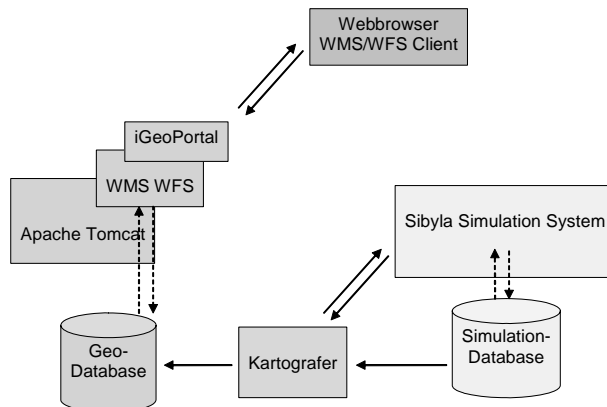 Webbrowser
WMS/WFS Client
iGeoPortal
WMS WFS
Apache Tomcat
Sibyla Simulation System
Geo-
Database
Kartografer
Simulation-
Database